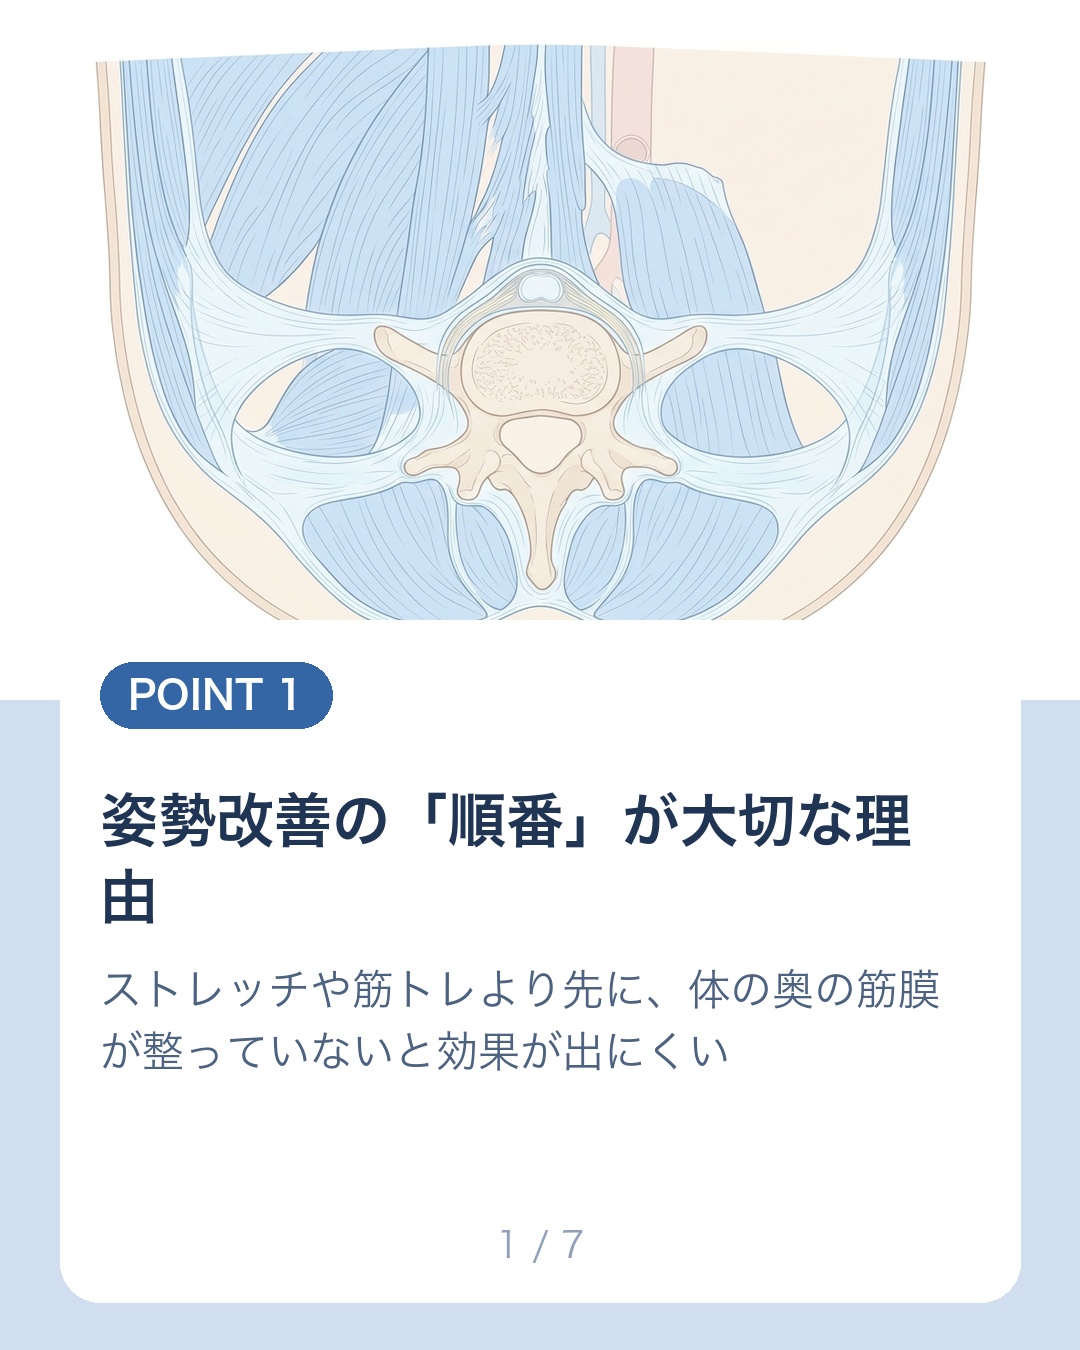 POINT 1
姿勢改善の「順番」が大切な理
由
ストレッチや筋トレより先に、体の奥の筋膜
が整っていないと効果が出にくい
1 / 7